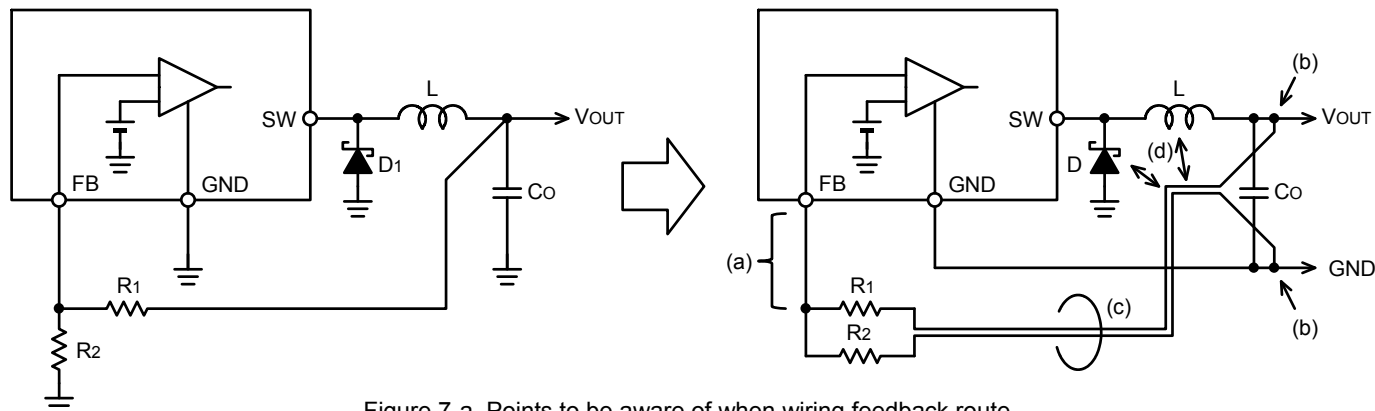 SW
L
VOUT
D1
CO
FB
GND
R1
R2
(b)
L
SW
VOUT
(d)
D
CO
FB
GND
(a)
GND
R1
(c)
(b)
R2
Figure 7-a. Points to be aware of when wiring feedback route